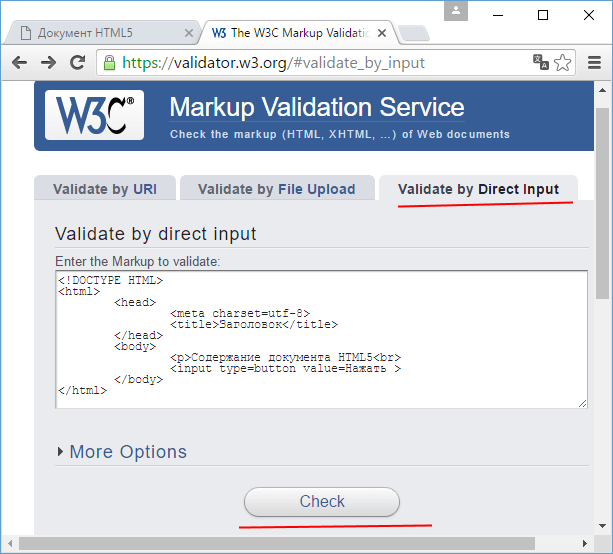 Документ HTML5
The W3C Markup Validatio
https://validator.w3.org/#validate_by_input
W3C®
Markup Validation Service
Check the markup (HTML, XHTML, …) of Web documents
Validate by URI
Validate by File Upload
Validate by Direct Input
Validate by direct input
Enter the Markup to validate:
<!DOCTYPE HTML>
<html>
<head>
<meta charset=utf-8>
<title>Заголовок</title>
</head>
<body>
<p>Содержание документа HTML5<br>
<input type=button value=Нажать >
</body>
</html>
More Options
Check